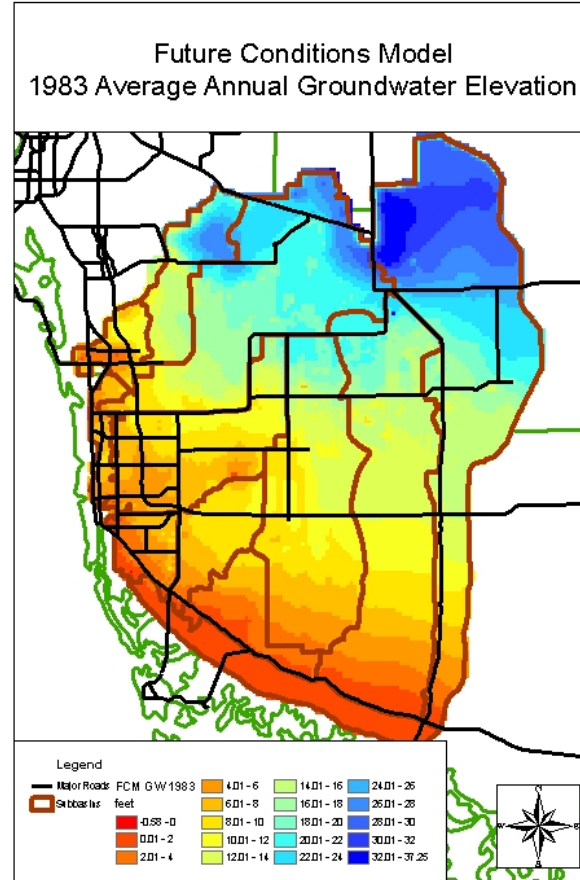 Future Conditions Model
1983 Average Annual Groundwater Elevation
Legend
Major Roads
Subbasins
FCM GW 1983
feet
-0.58 - 0
0.01 - 2
2.01 - 4
4.01 - 6
6.01 - 8
8.01 - 10
10.01 - 12
12.01 - 14
14.01 - 16
16.01 - 18
18.01 - 20
20.01 - 22
22.01 - 24
24.01 - 26
26.01 - 28
28.01 - 30
30.01 - 32
32.01 - 37.25
N
W
E
S